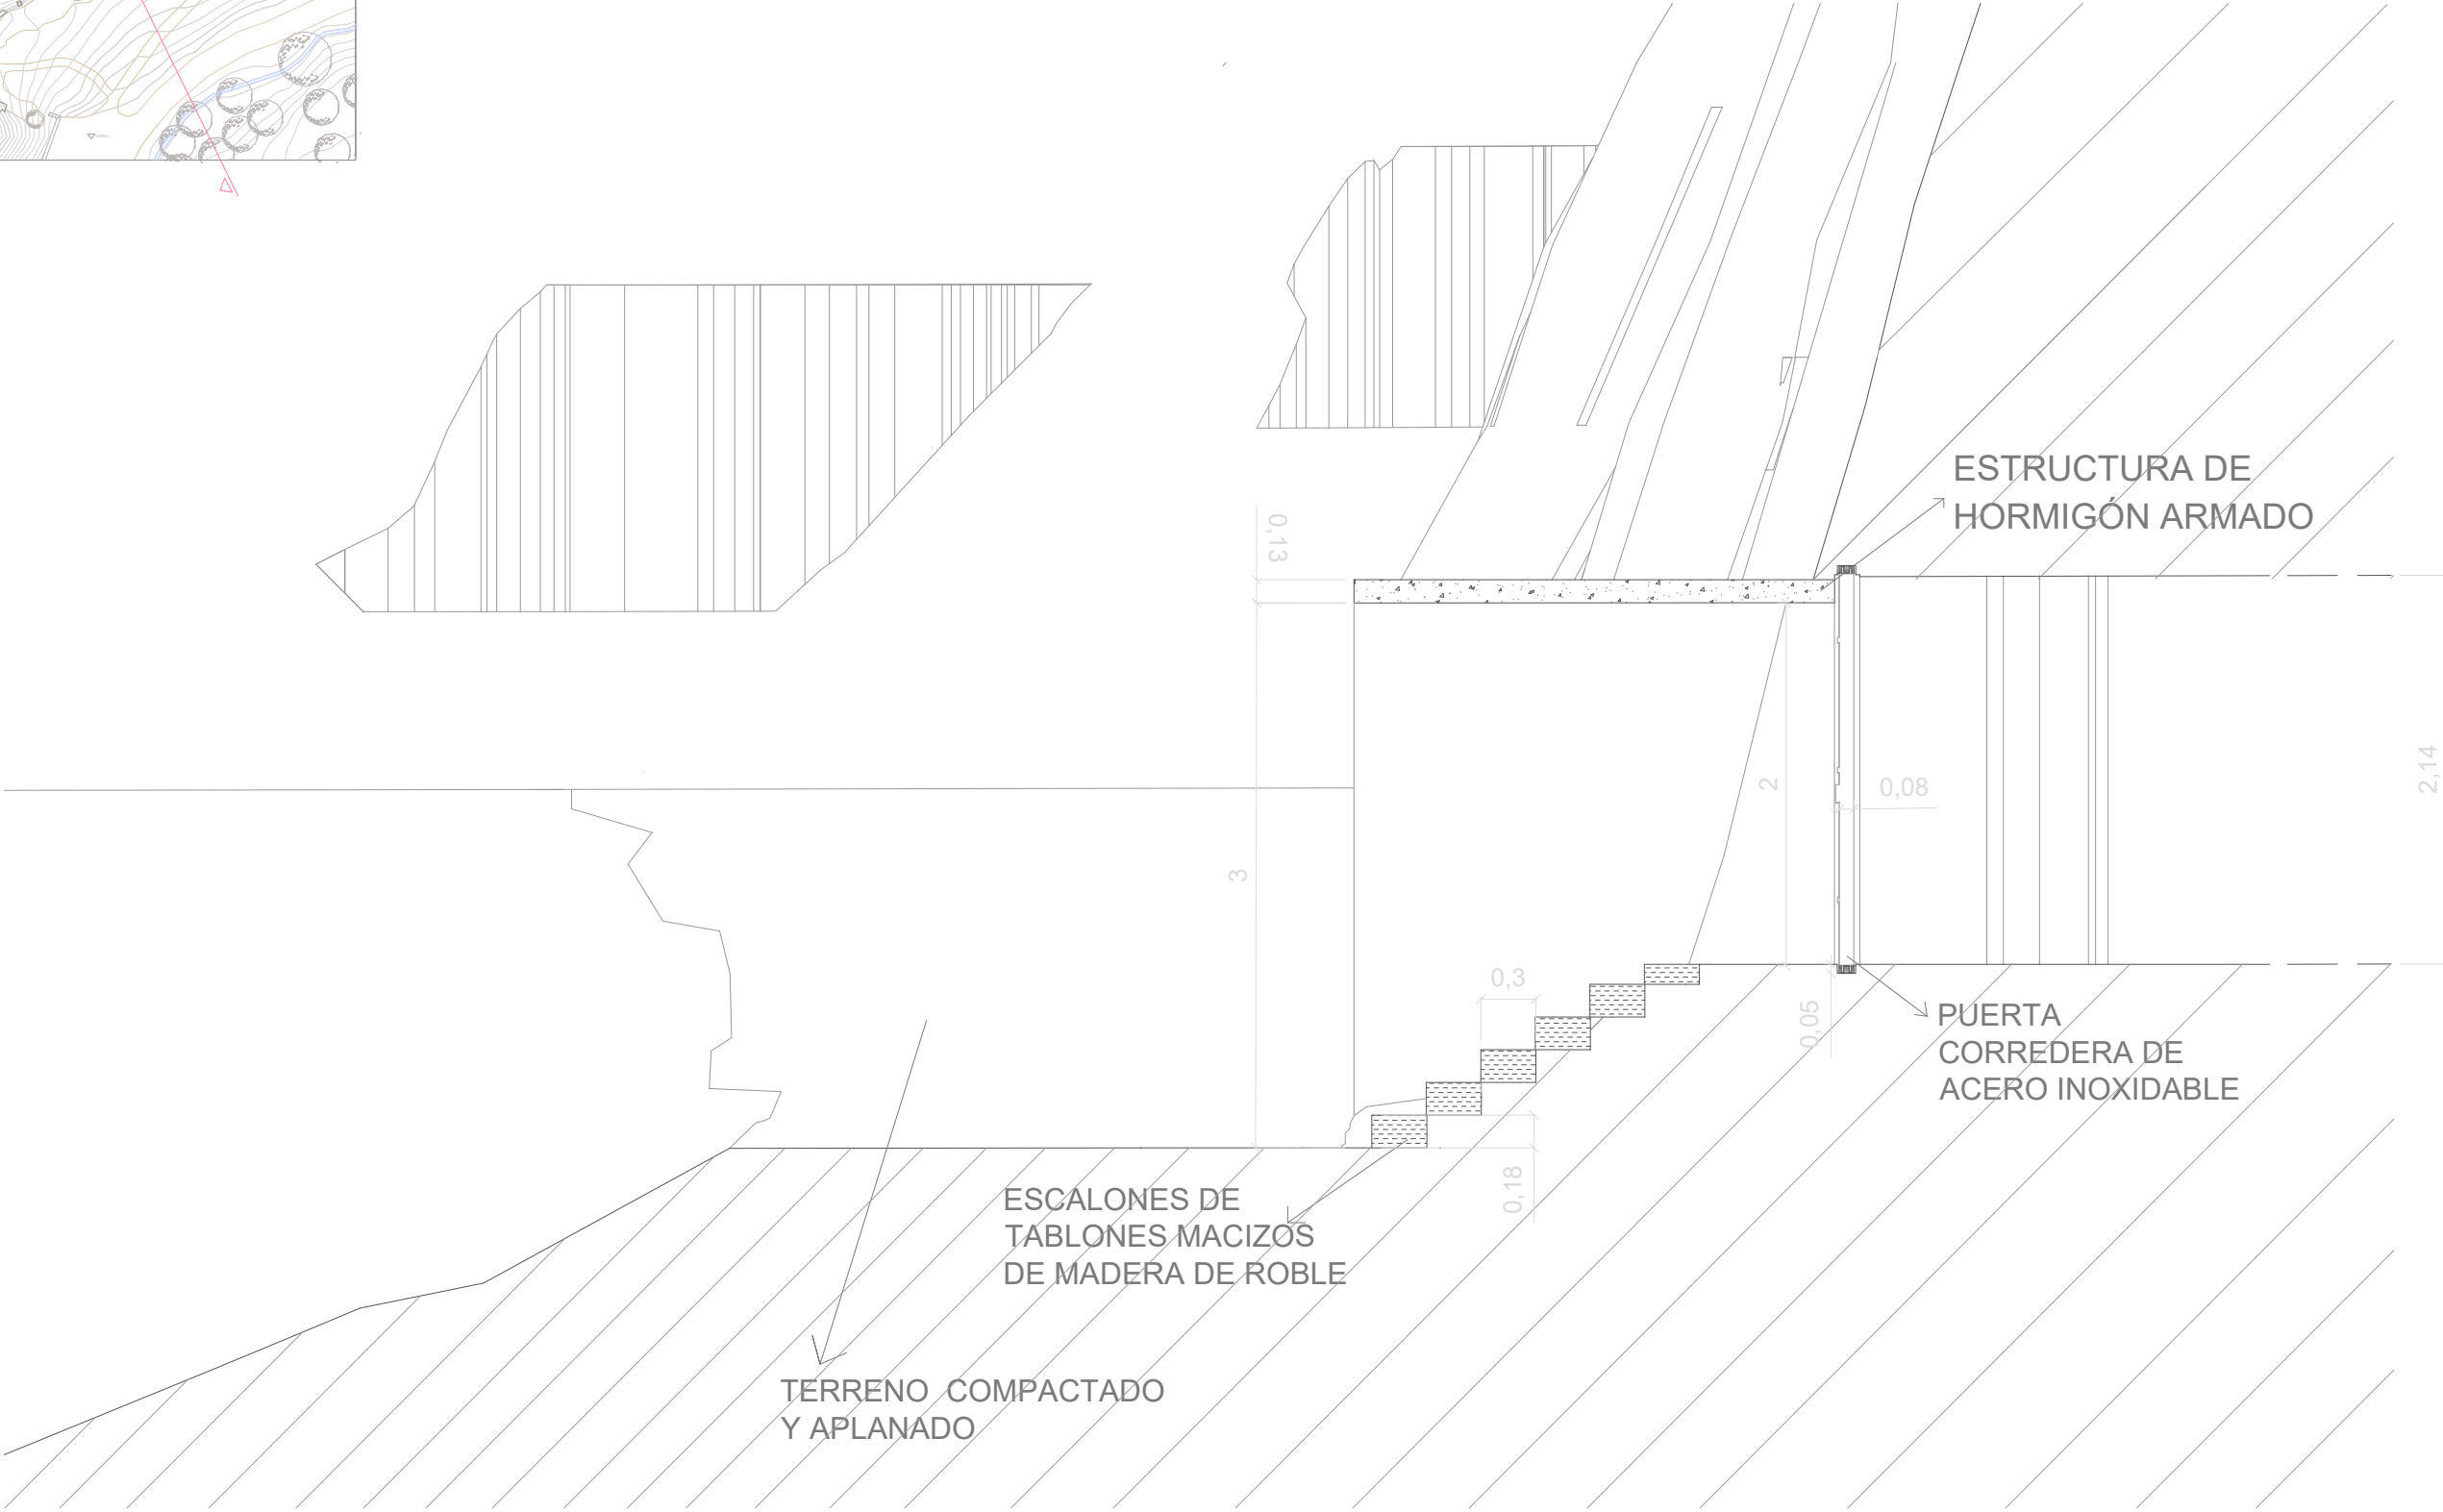 ESTRUCTURA DE
HORMIGÓN ARMADO
0,13
3
2
0,08
2,14
0,3
0,05
0,18
PUERTA
CORREDERA DE
ACERO INOXIDABLE
ESCALONES DE
TABLONES MACIZOS
DE MADERA DE ROBLE
TERRENO COMPACTADO
Y APLANADO